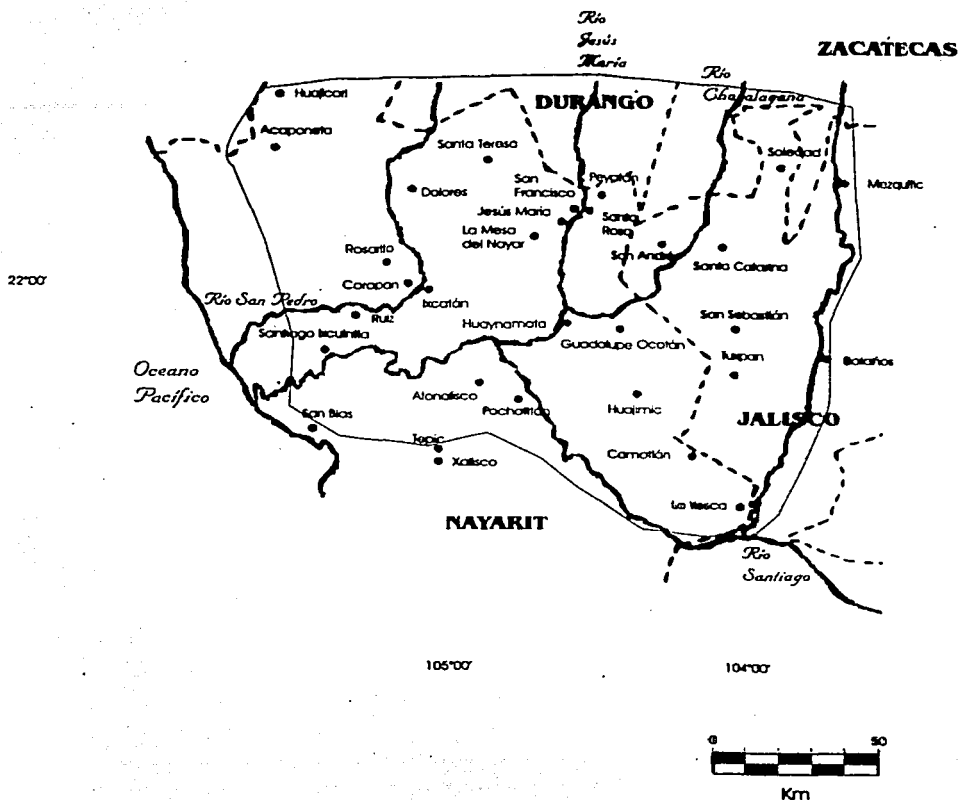 Río
Jesús
María
ZACATECAS
Río
Chapalagana
Huajicori
DURANGO
Acaponeta
Santa Teresa
Soledad
San
Francisco
Peyotán
Mezquitic
Dolores
Jesús María
Santa
Rosa
La Mesa
del Nayar
Rosarito
San Andrés
Santa Catarina
22°00'
Corapan
Ixcatán
Río San Pedro
Ruiz
Huaynamota
San Sebastián
Santiago Ixcuintla
Guadalupe Ocotán
Tuxpan
Bolaños
Oceano
Pacífico
Atonalisco
Pochotitán
Huajimic
San Blas
JALISCO
Tepic
Xalisco
Camotlán
La Yesca
NAYARIT
Río
Santiago
105°00'
104°00'
0 50
Km